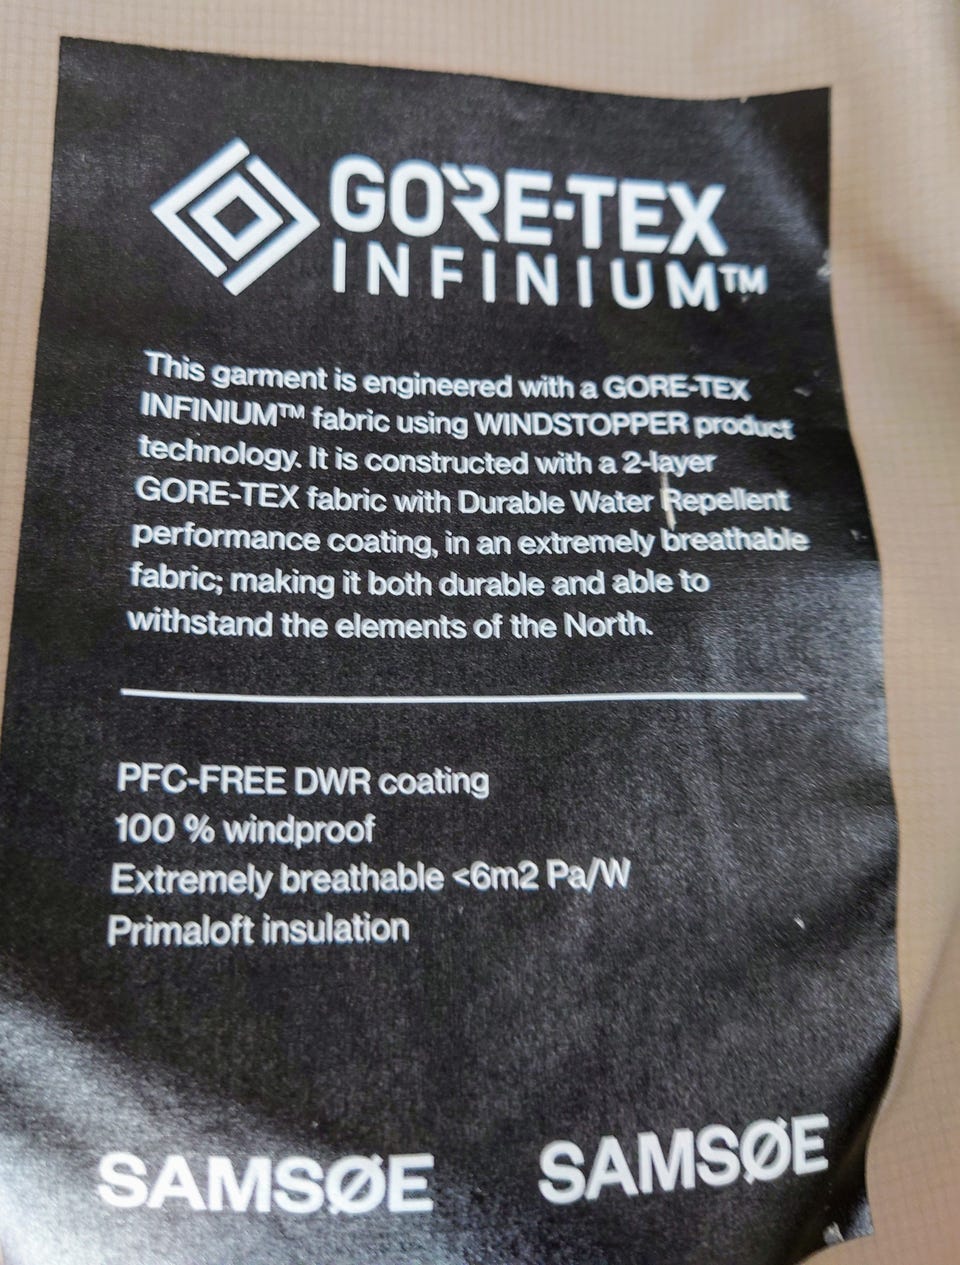 GORE-TEX
INFINIUM™
This garment is engineered with a GORE-TEX
INFINIUM™ fabric using WINDSTOPPER product
technology. It is constructed with a 2-layer
GORE-TEX fabric with Durable Water Repellent
performance coating, in an extremely breathable
fabric; making it both durable and able to
withstand the elements of the North.
PFC-FREE DWR coating
100 % windproof
Extremely breathable <6m2 Pa/W
Primaloft insulation
SAMSØE SAMSØE